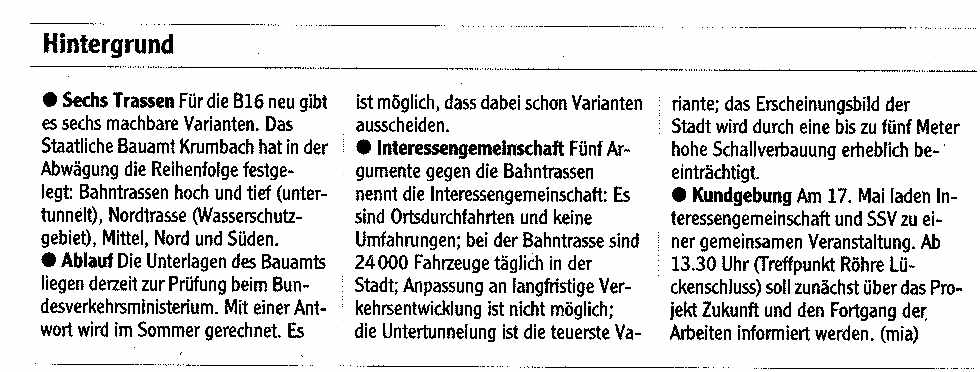 Hintergrund
● Sechs Trassen Für die B16 neu gibt
es sechs machbare Varianten. Das
Staatliche Bauamt Krumbach hat in der
Abwägung die Reihenfolge festge-
legt: Bahntrassen hoch und tief (unter-
tunnelt), Nordtrasse (Wasserschutz-
gebiet), Mittel, Nord und Süden.
● Ablauf Die Unterlagen des Bauamts
liegen derzeit zur Prüfung beim Bun-
desverkehrsministerium. Mit einer Ant-
wort wird im Sommer gerechnet. Es
ist möglich, dass dabei schon Varianten
ausscheiden.
● Interessengemeinschaft Fünf Ar-
gumente gegen die Bahntrassen
nennt die Interessengemeinschaft: Es
sind Ortsdurchfahrten und keine
Umfahrungen; bei der Bahntrasse sind
24000 Fahrzeuge täglich in der
Stadt; Anpassung an langfristige Ver-
kehrsentwicklung ist nicht möglich;
die Untertunnelung ist die teuerste Va-
riante; das Erscheinungsbild der
Stadt wird durch eine bis zu fünf Meter
hohe Schallverbauung erheblich be-
einträchtigt.
● Kundgebung Am 17. Mai laden In-
teressengemeinschaft und SSV zu ei-
ner gemeinsamen Veranstaltung. Ab
13.30 Uhr (Treffpunkt Röhre Lü-
ckenschluss) soll zunächst über das Pro-
jekt Zukunft und den Fortgang der
Arbeiten informiert werden. (mia)